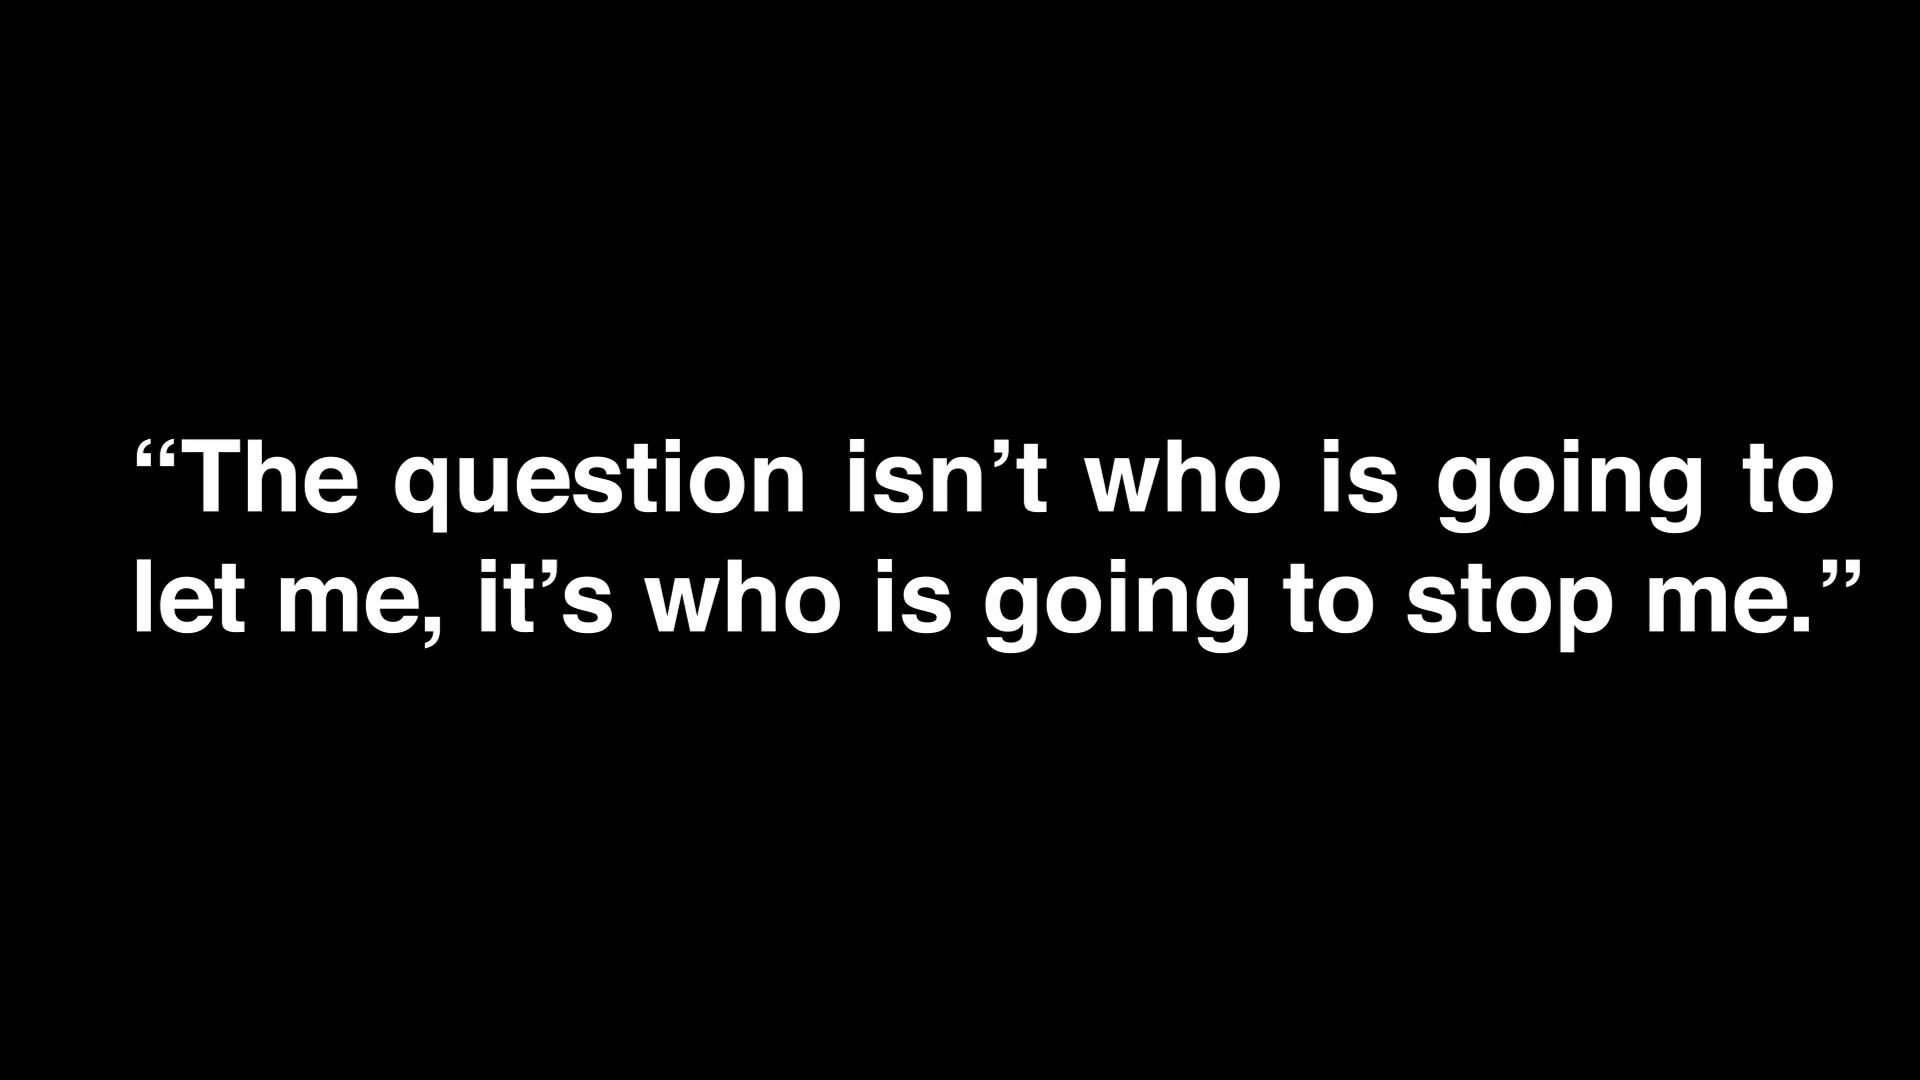 “The question isn’t who is going to
let me, it’s who is going to stop me.”